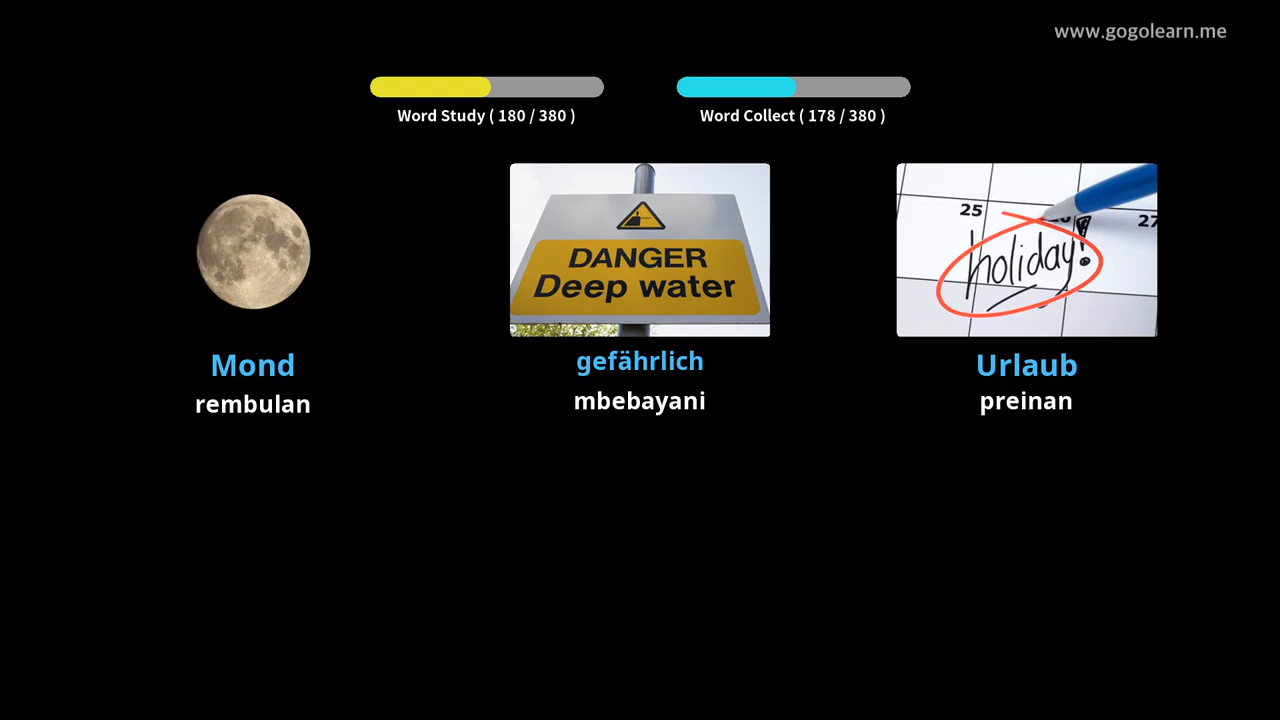 www.gogolearn.me
Word Study ( 180 / 380 )
Word Collect ( 178 / 380 )
DANGER
Deep water
25
27
holiday!
Mond
gefährlich
Urlaub
rembulan
mbebayani
preinan